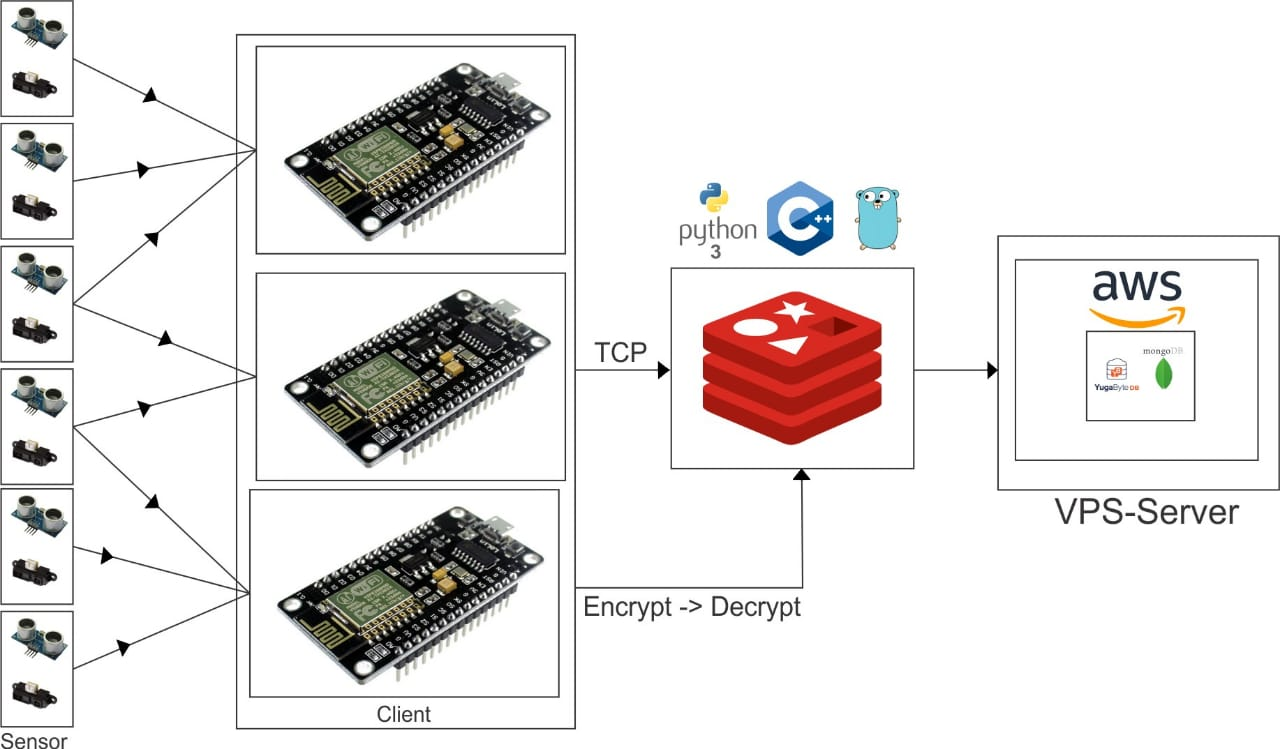 python
3
C++
aws
TCP
mongoDB
YugaByte DB
VPS-Server
Encrypt -> Decrypt
Client
Sensor